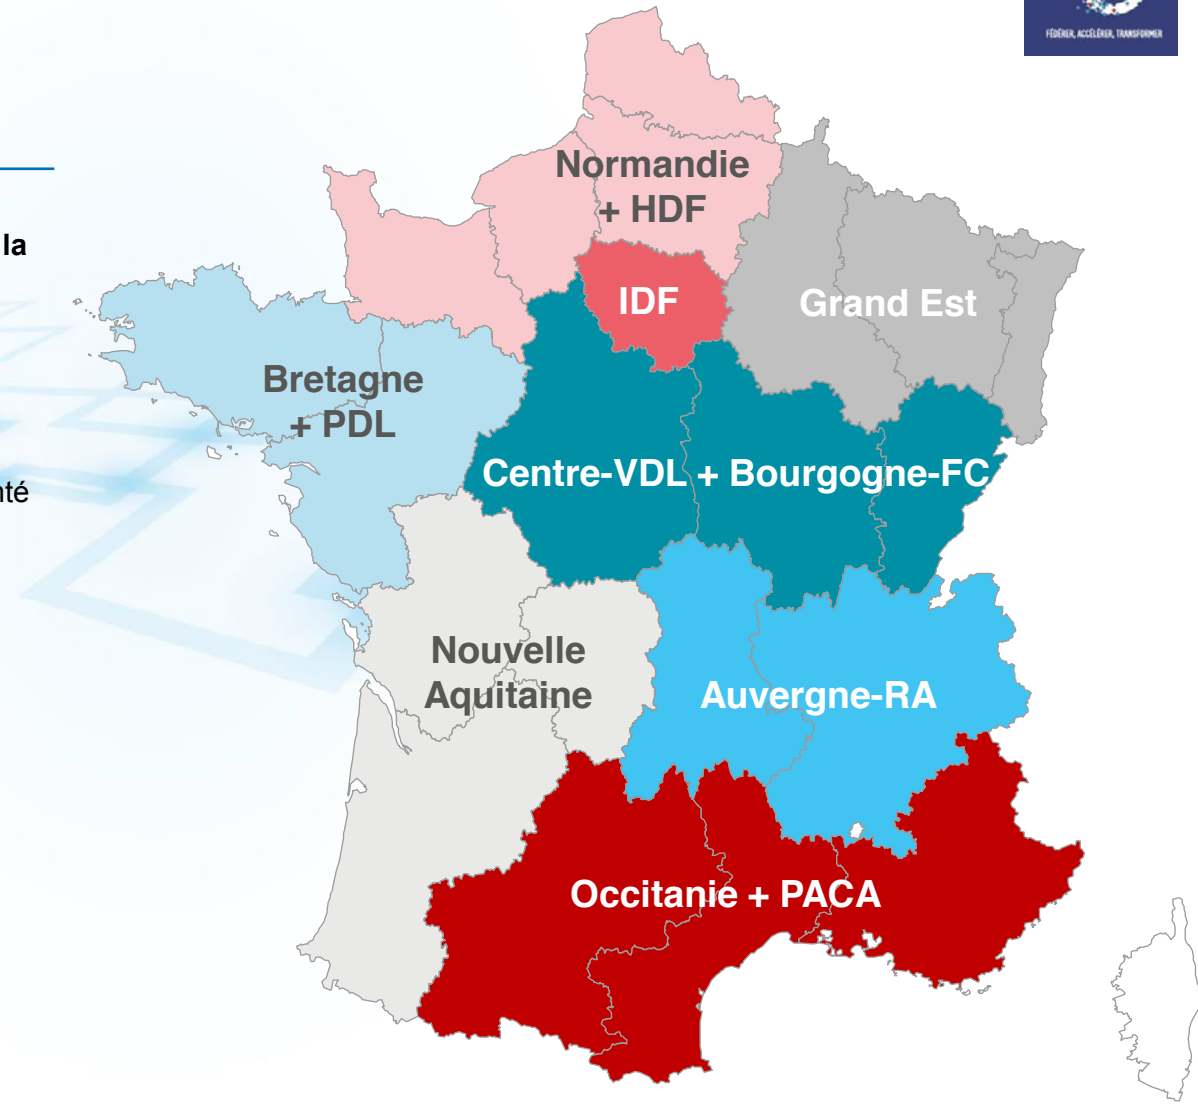 FÉDÉRER, ACCÉLÉRER, TRANSFORMER
la
Normandie
+ HDF
IDF
Grand Est
Bretagne
+ PDL
Centre-VDL + Bourgogne-FC
nté
Nouvelle
Aquitaine
Auvergne-RA
Occitanie + PACA